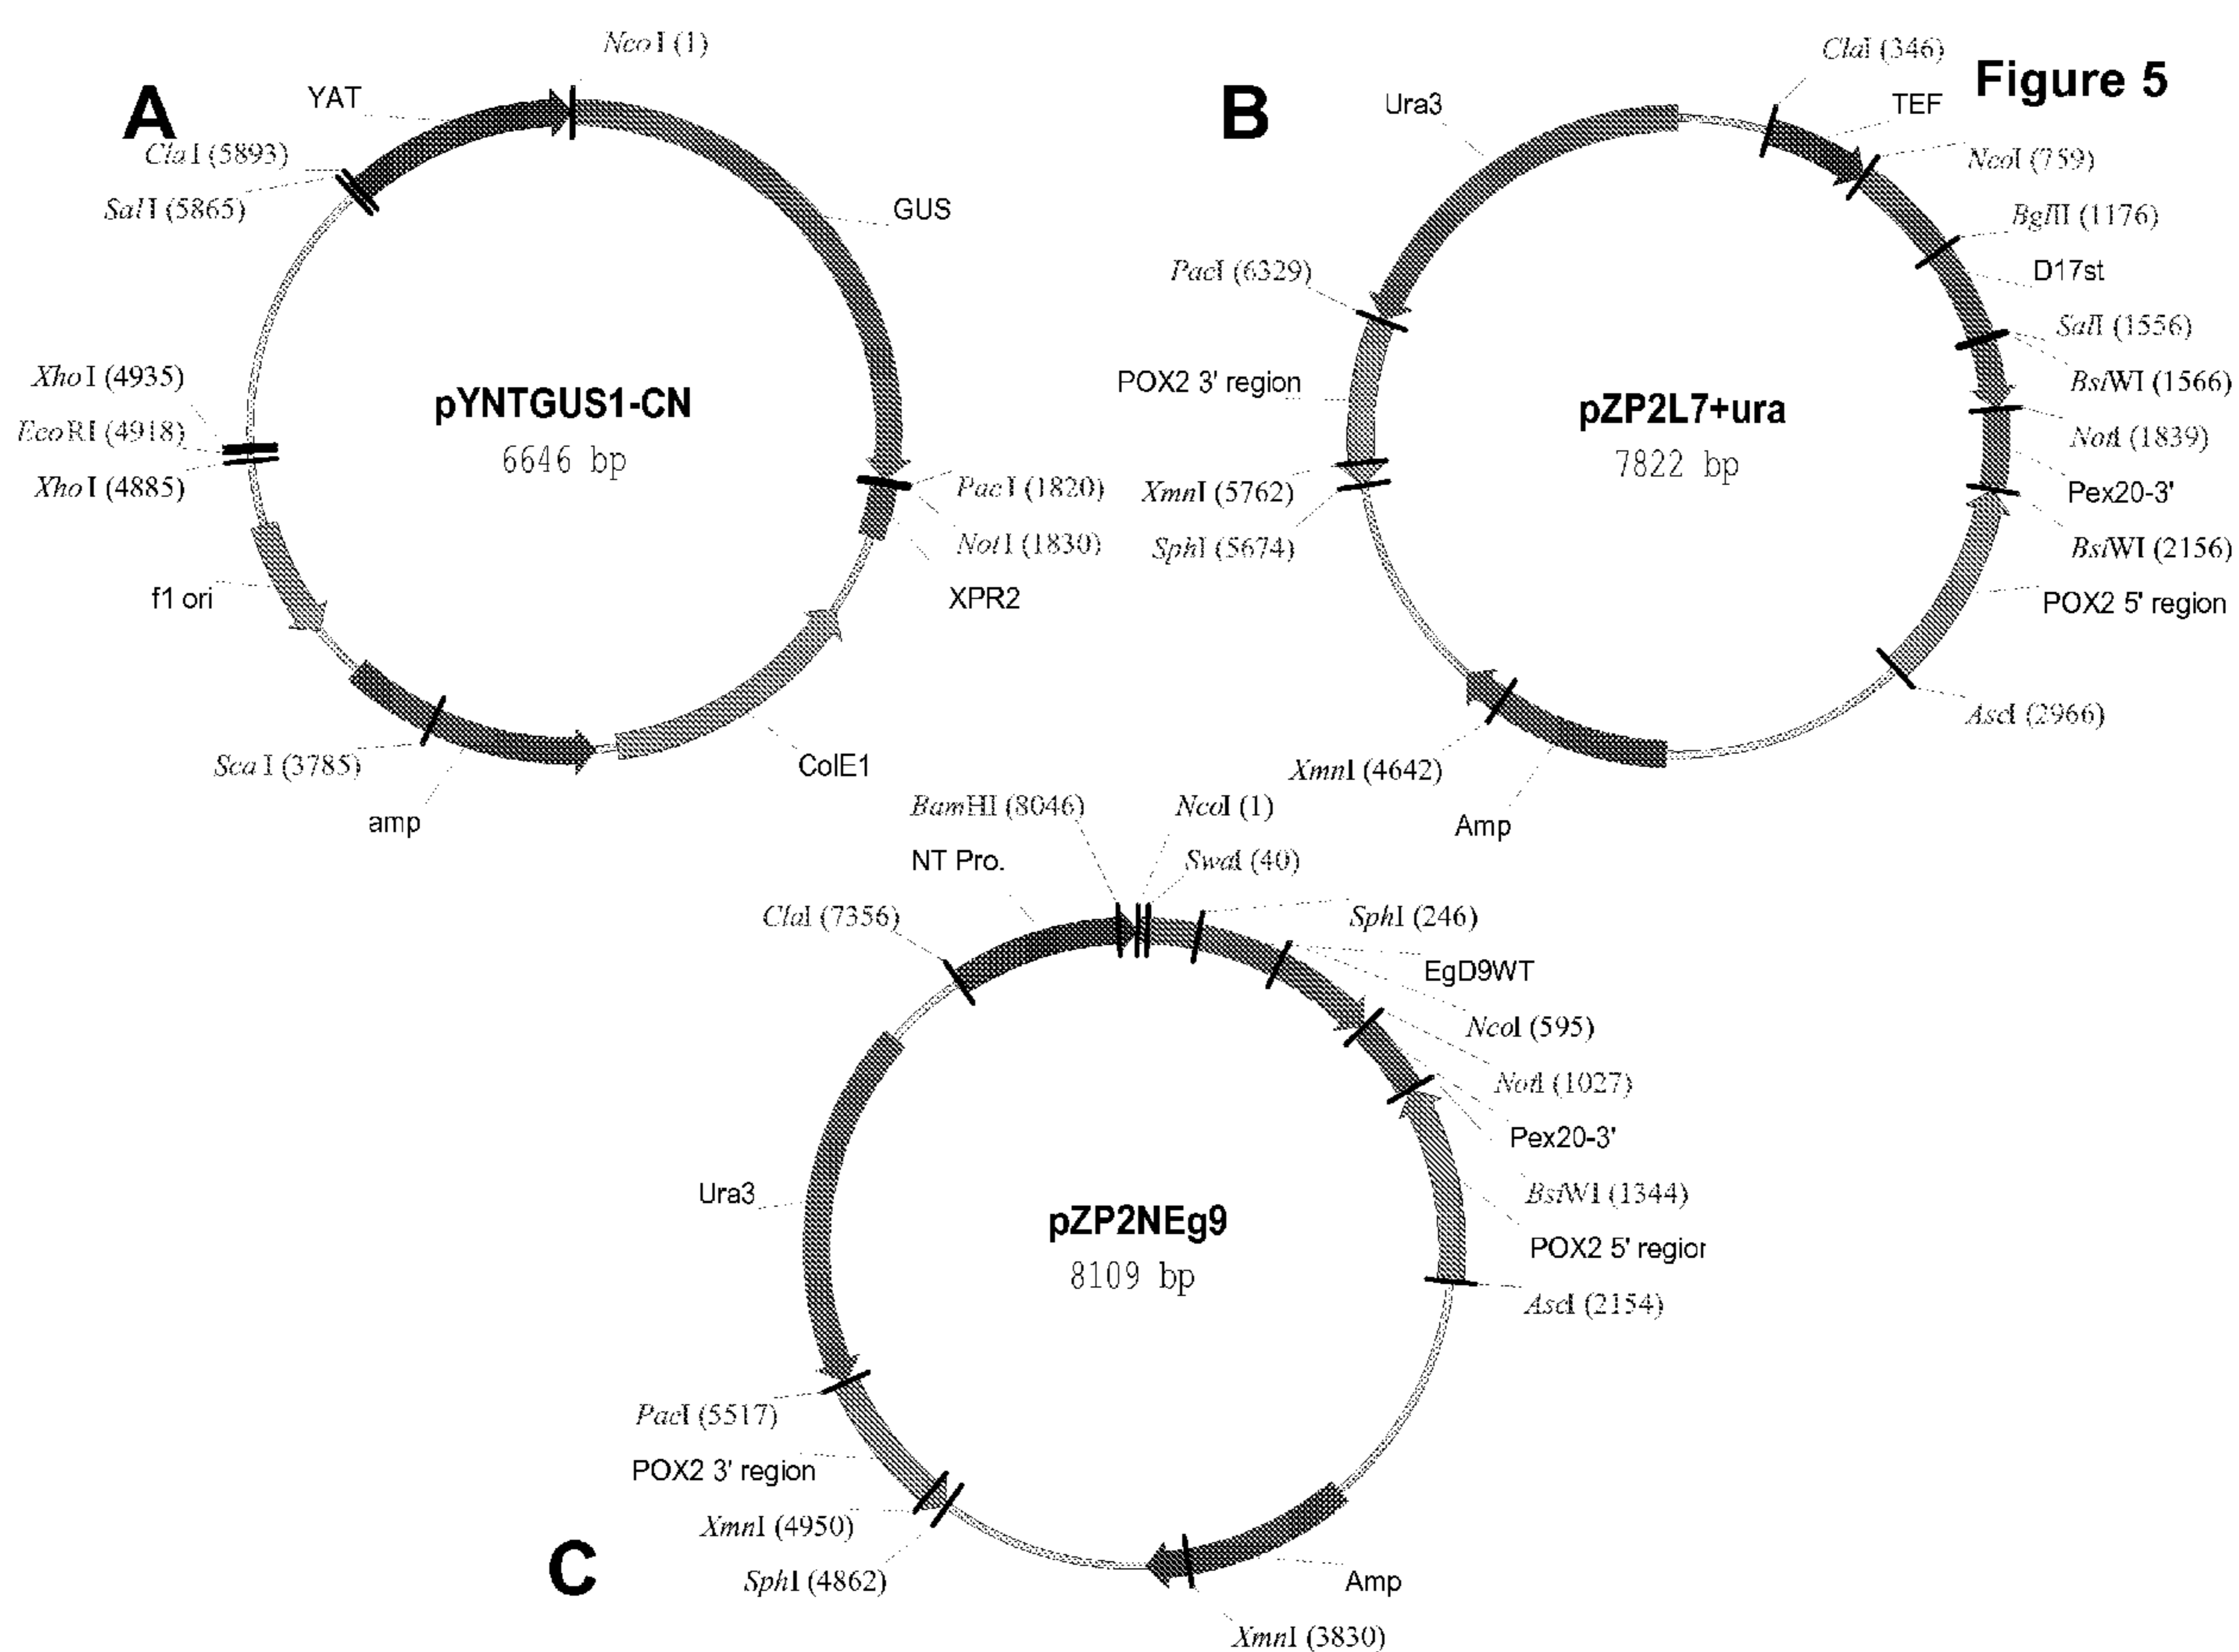 Figure 5
A
NcoI (1)
YAT
ClaI (5893)
SalI (5865)
GUS
XhoI (4935)
EcoRI (4918)
XhoI (4885)
pYNTGUS1-CN
6646 bp
PacI (1820)
NotI (1830)
XPR2
f1 ori
ScaI (3785)
amp
ColE1
B
ClaI (346)
Ura3
TEF
NcoI (759)
BglII (1176)
D17st
SalI (1556)
BsiWI (1566)
NotI (1839)
Pex20-3'
BsiWI (2156)
POX2 5' region
AscI (2966)
PacI (6329)
POX2 3' region
pZP2L7+ura
7822 bp
XmnI (5762)
SphI (5674)
XmnI (4642)
Amp
C
BamHI (8046)
NcoI (1)
NT Pro.
SwaI (40)
ClaI (7356)
SphI (246)
EgD9WT
NcoI (595)
NotI (1027)
Pex20-3'
BsiWI (1344)
POX2 5' region
AscI (2154)
Ura3
pZP2NEg9
8109 bp
PacI (5517)
POX2 3' region
XmnI (4950)
SphI (4862)
Amp
XmnI (3830)